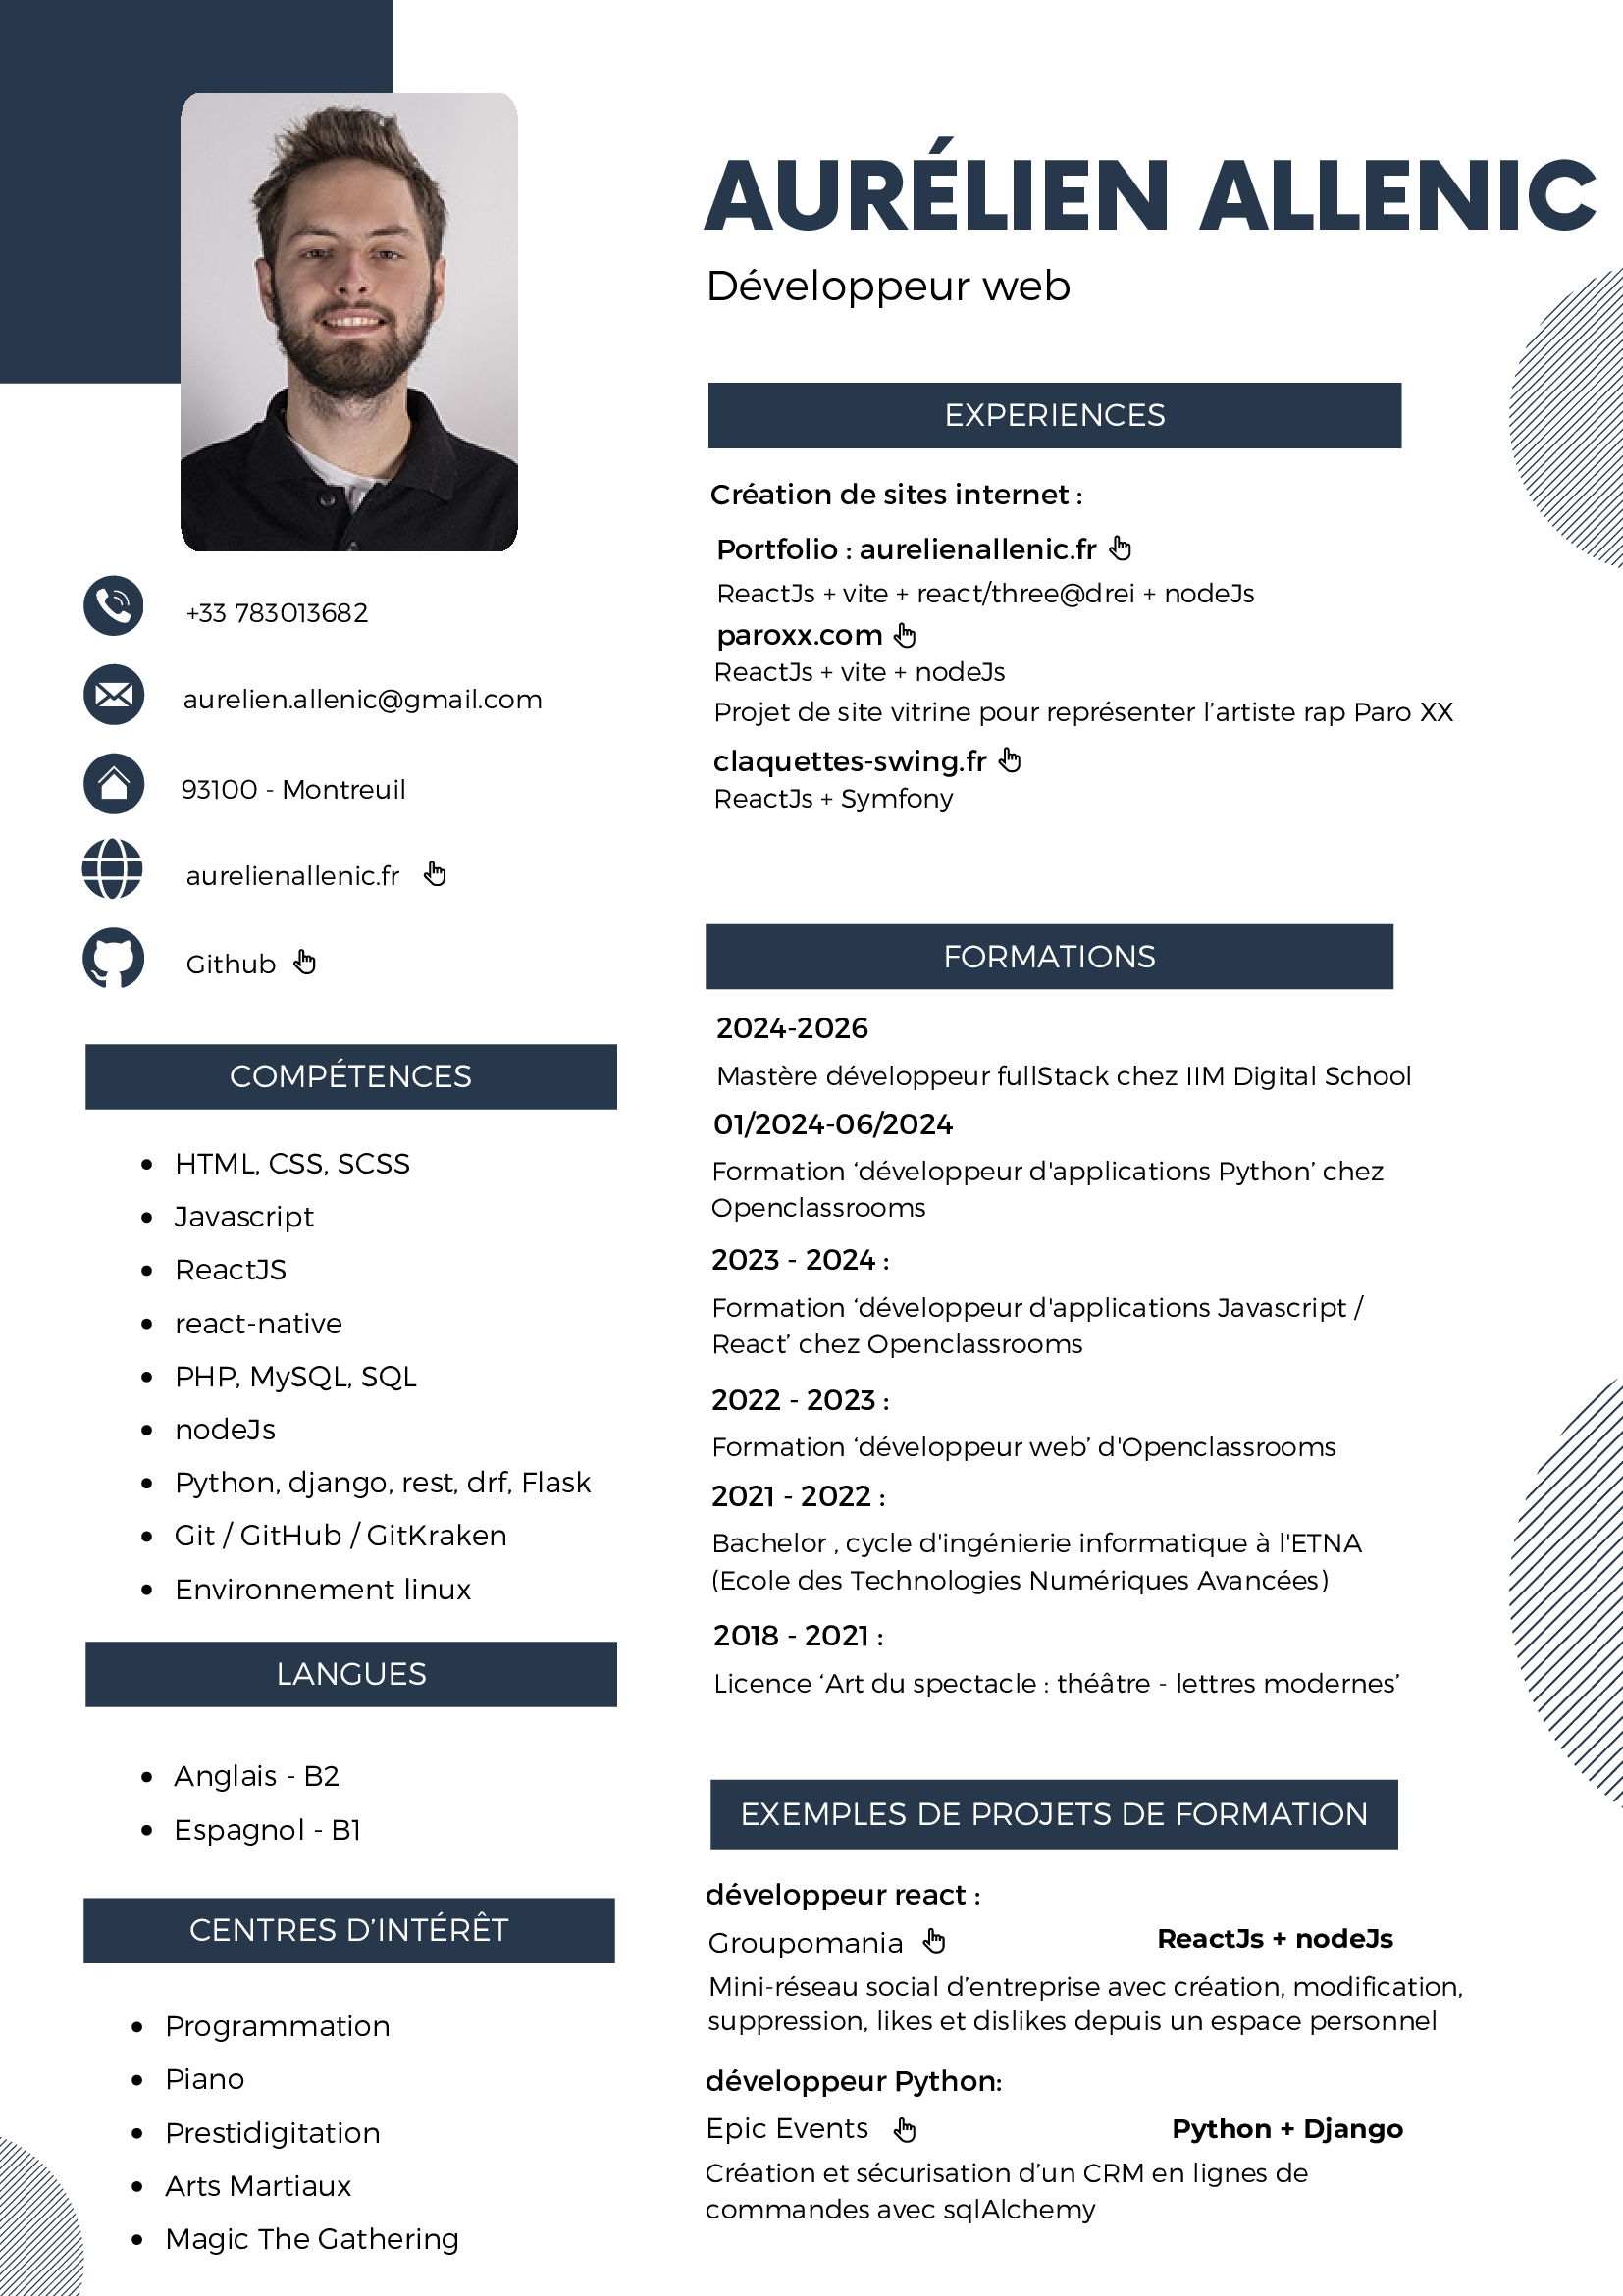 AURÉLIEN ALLENIC
Développeur web
+33 783013682
aurelien.allenic@gmail.com
93100 - Montreuil
aurelienallenic.fr
Github
COMPÉTENCES
HTML, CSS, SCSS
Javascript
ReactJS
react-native
PHP, MySQL, SQL
nodeJs
Python, django, rest, drf, Flask
Git / GitHub / GitKraken
Environnement linux
LANGUES
Anglais - B2
Espagnol - B1
CENTRES D’INTÉRÊT
Programmation
Piano
Prestidigitation
Arts Martiaux
Magic The Gathering
EXPERIENCES
Création de sites internet :
Portfolio : aurelienallenic.fr
ReactJs + vite + react/three@drei + nodeJs
paroxx.com
ReactJs + vite + nodeJs
Projet de site vitrine pour représenter l’artiste rap Paro XX
claquettes-swing.fr
ReactJs + Symfony
FORMATIONS
2024-2026
Mastère développeur fullStack chez IIM Digital School
01/2024-06/2024
Formation ‘développeur d'applications Python’ chez
Openclassrooms
2023 - 2024 :
Formation ‘développeur d'applications Javascript /
React’ chez Openclassrooms
2022 - 2023 :
Formation ‘développeur web’ d'Openclassrooms
2021 - 2022 :
Bachelor , cycle d'ingénierie informatique à l'ETNA
(Ecole des Technologies Numériques Avancées)
2018 - 2021 :
Licence ‘Art du spectacle : théâtre - lettres modernes’
EXEMPLES DE PROJETS DE FORMATION
développeur react :
Groupomania ReactJs + nodeJs
Mini-réseau social d’entreprise avec création, modification,
suppression, likes et dislikes depuis un espace personnel
développeur Python:
Epic Events Python + Django
Création et sécurisation d’un CRM en lignes de
commandes avec sqlAlchemy